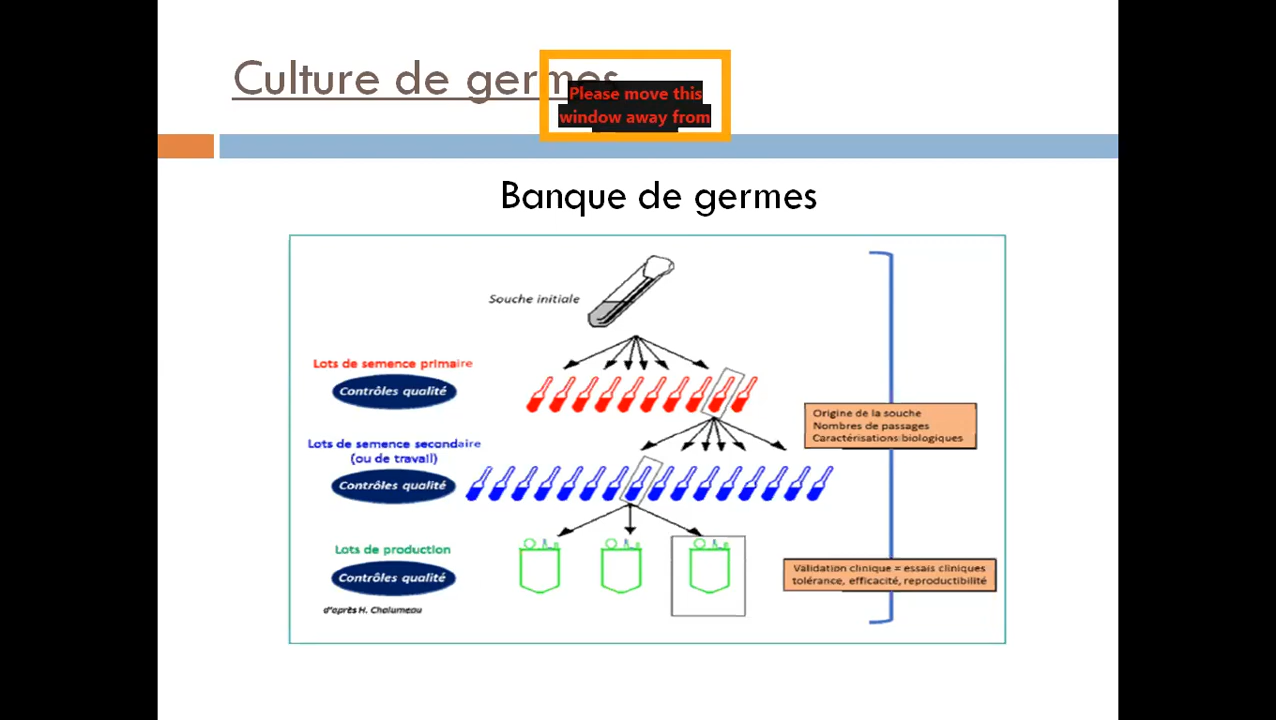 Culture de germes
Please move this
window away from
Banque de germes
Souche initiale
Lots de semence primaire
Contrôles qualité
Origine de la souche
Nombres de passages
Caractérisations biologiques
Lots de semence secondaire
(ou de travail)
Contrôles qualité
Lots de production
Contrôles qualité
Validation clinique = essais cliniques
tolérance, efficacité, reproductibilité
d'après H. Chalumeau